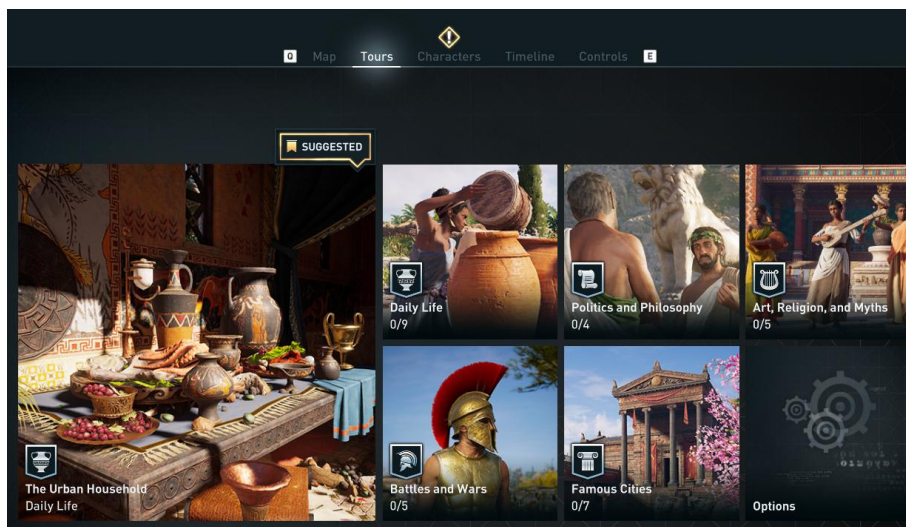 Q Map Tours Characters Timeline Controls E
SUGGESTED
The Urban Household
Daily Life
Daily Life
0/9
Politics and Philosophy
0/4
Art, Religion, and Myths
0/5
Battles and Wars
0/5
Famous Cities
0/7
Options